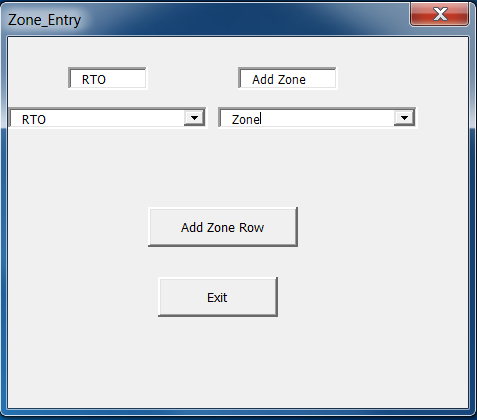 Zone_Entry
RTO Add Zone
RTO Zone
Add Zone Row
Exit